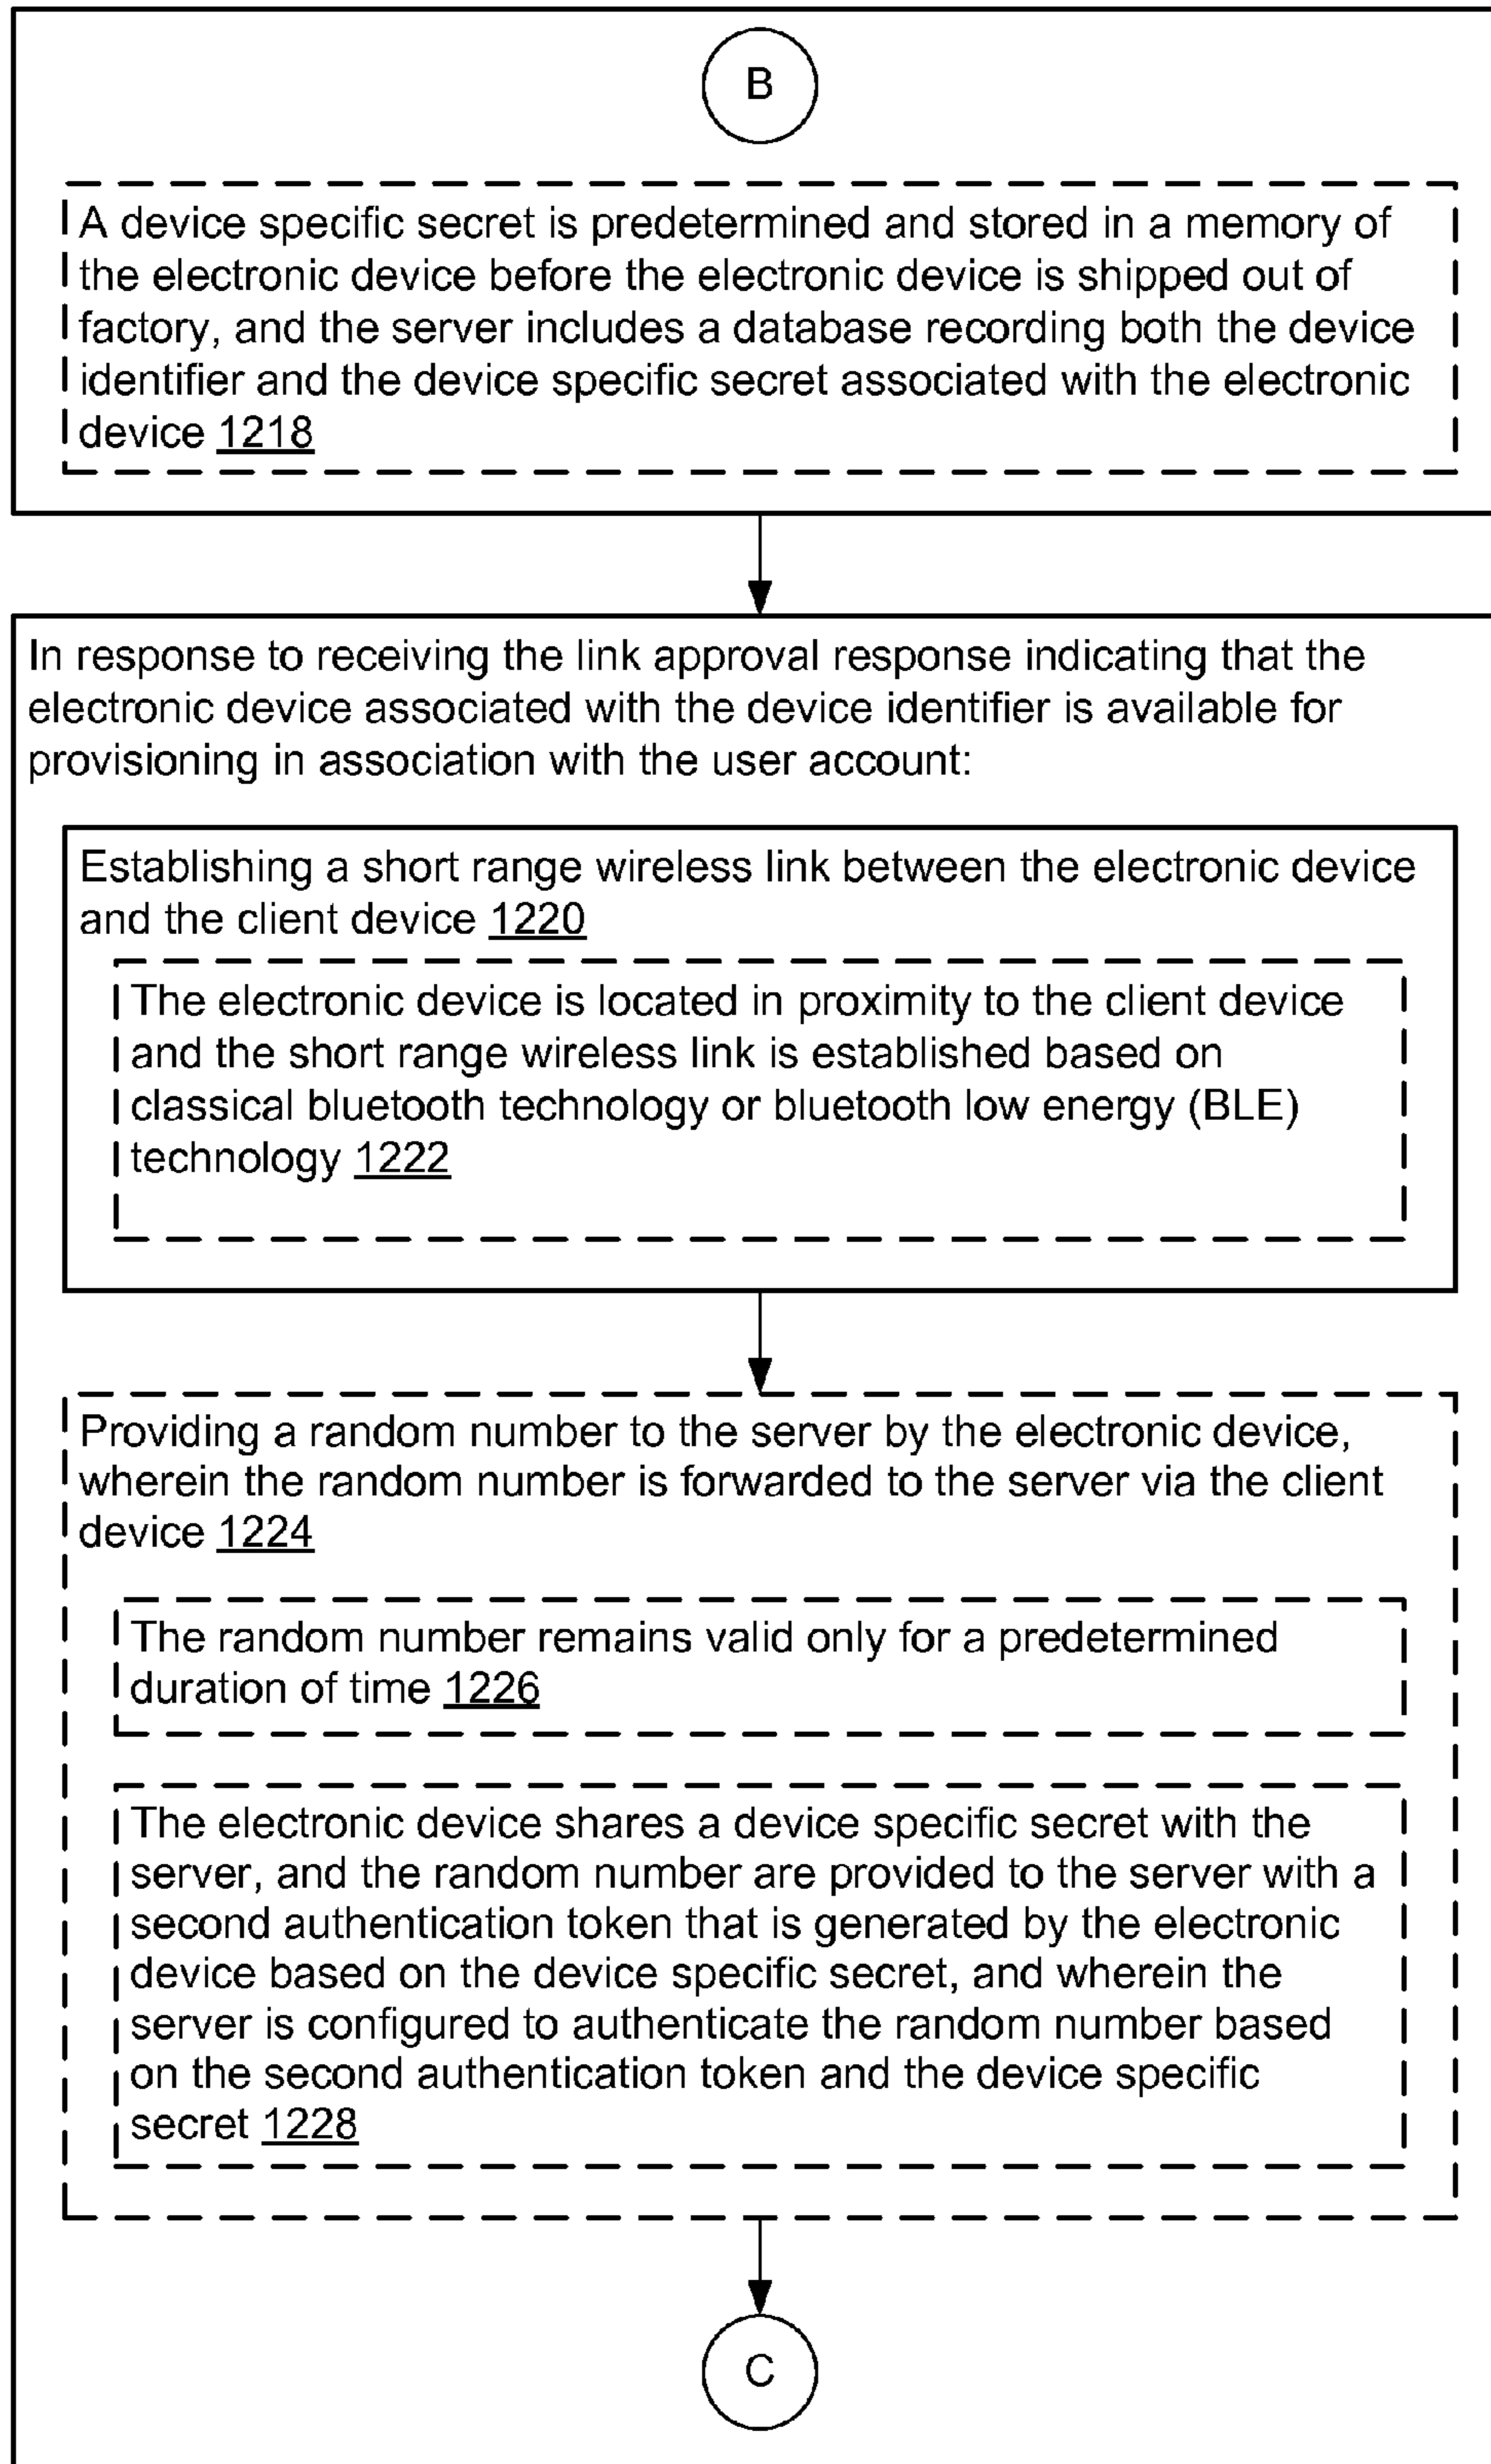 B
A device specific secret is predetermined and stored in a memory of
the electronic device before the electronic device is shipped out of
factory, and the server includes a database recording both the device
identifier and the device specific secret associated with the electronic
device 1218
In response to receiving the link approval response indicating that the
electronic device associated with the device identifier is available for
provisioning in association with the user account:
Establishing a short range wireless link between the electronic device
and the client device 1220
The electronic device is located in proximity to the client device
and the short range wireless link is established based on
classical bluetooth technology or bluetooth low energy (BLE)
technology 1222
Providing a random number to the server by the electronic device,
wherein the random number is forwarded to the server via the client
device 1224
The random number remains valid only for a predetermined
duration of time 1226
The electronic device shares a device specific secret with the
server, and the random number are provided to the server with a
second authentication token that is generated by the electronic
device based on the device specific secret, and wherein the
server is configured to authenticate the random number based
on the second authentication token and the device specific
secret 1228
C